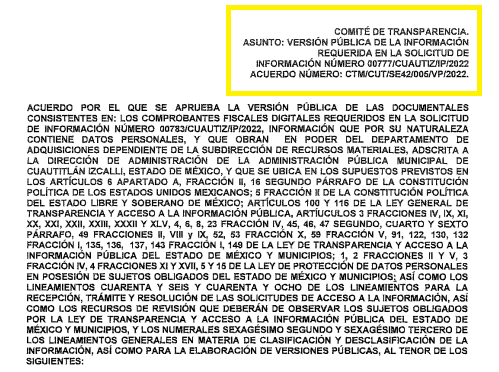 COMITÉ DE TRANSPARENCIA.
ASUNTO: VERSIÓN PÚBLICA DE LA INFORMACIÓN
REQUERIDA EN LA SOLICITUD DE
INFORMACIÓN NÚMERO 00777/CUAUTIZ/IP/2022
ACUERDO NÚMERO: CTM/CUT/SE42/005/VP/2022.
ACUERDO POR EL QUE SE APRUEBA LA VERSIÓN PÚBLICA DE LAS DOCUMENTALES
CONSISTENTES EN: LOS COMPROBANTES FISCALES DIGITALES REQUERIDOS EN LA SOLICITUD
DE INFORMACIÓN NÚMERO 00783/CUAUTIZ/IP/2022, INFORMACIÓN QUE POR SU NATURALEZA
CONTIENE DATOS PERSONALES, Y QUE OBRAN EN PODER DEL DEPARTAMENTO DE
ADQUISICIONES DEPENDIENTE DE LA SUBDIRECCIÓN DE RECURSOS MATERIALES, ADSCRITA A
LA DIRECCIÓN DE ADMINISTRACIÓN DE LA ADMINISTRACIÓN PÚBLICA MUNICIPAL DE
CUAUTITLÁN IZCALLI, ESTADO DE MÉXICO, Y QUE SE UBICA EN LOS SUPUESTOS PREVISTOS EN
LOS ARTÍCULOS 6 APARTADO A, FRACCIÓN II, 16 SEGUNDO PÁRRAFO DE LA CONSTITUCIÓN
POLÍTICA DE LOS ESTADOS UNIDOS MEXICANOS; 5 FRACCIÓN II DE LA CONSTITUCIÓN POLÍTICA
DEL ESTADO LIBRE Y SOBERANO DE MÉXICO; ARTÍCULOS 100 Y 116 DE LA LEY GENERAL DE
TRANSPARENCIA Y ACCESO A LA INFORMACIÓN PÚBLICA, ARTÍUCULOS 3 FRACCIONES IV, IX, XI,
XX, XXI, XXII, XXIII, XXXII Y XLV, 4, 6, 8, 23 FRACCIÓN IV, 45, 46, 47 SEGUNDO, CUARTO Y SEXTO
PÁRRAFO, 49 FRACCIONES II, VIII y IX, 52, 53 FRACCIÓN X, 59 FRACCIÓN V, 91, 122, 130, 132
FRACCIÓN I, 135, 136, 137, 143 FRACCIÓN I, 149 DE LA LEY DE TRANSPARENCIA Y ACCESO A LA
INFORMACIÓN PÚBLICA DEL ESTADO DE MÉXICO Y MUNICIPIOS; 1, 2 FRACCIONES II Y V, 3
FRACCIÓN IV, 4 FRACCIONES XI Y XVII, 5 Y 15 DE LA LEY DE PROTECCIÓN DE DATOS PERSONALES
EN POSESIÓN DE SUJETOS OBLIGADOS DEL ESTADO DE MÉXICO Y MUNICIPIOS; ASÍ COMO LOS
LINEAMIENTOS CUARENTA Y SEIS Y CUARENTA Y OCHO DE LOS LINEAMIENTOS PARA LA
RECEPCIÓN, TRÁMITE Y RESOLUCIÓN DE LAS SOLICITUDES DE ACCESO A LA INFORMACIÓN, ASÍ
COMO LOS RECURSOS DE REVISIÓN QUE DEBERÁN DE OBSERVAR LOS SUJETOS OBLIGADOS
POR LA LEY DE TRANSPARENCIA Y ACCESO A LA INFORMACIÓN PÚBLICA DEL ESTADO DE
MÉXICO Y MUNICIPIOS, Y LOS NUMERALES SEXAGÉSIMO SEGUNDO Y SEXAGÉSIMO TERCERO DE
LOS LINEAMIENTOS GENERALES EN MATERIA DE CLASIFICACIÓN Y DESCLASIFICACIÓN DE LA
INFORMACIÓN, ASÍ COMO PARA LA ELABORACIÓN DE VERSIONES PÚBLICAS, AL TENOR DE LOS
SIGUIENTES: